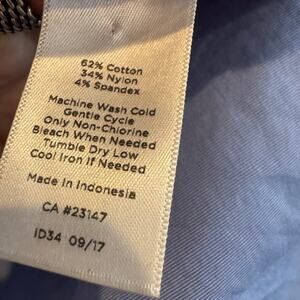 62% Cotton
34% Nylon
4% Spandex
Machine Wash Cold
Gentle Cycle
Only Non-Chlorine
Bleach When Needed
Tumble Dry Low
Cool Iron If Needed
Made in Indonesia
CA #23147
ID34 09/17